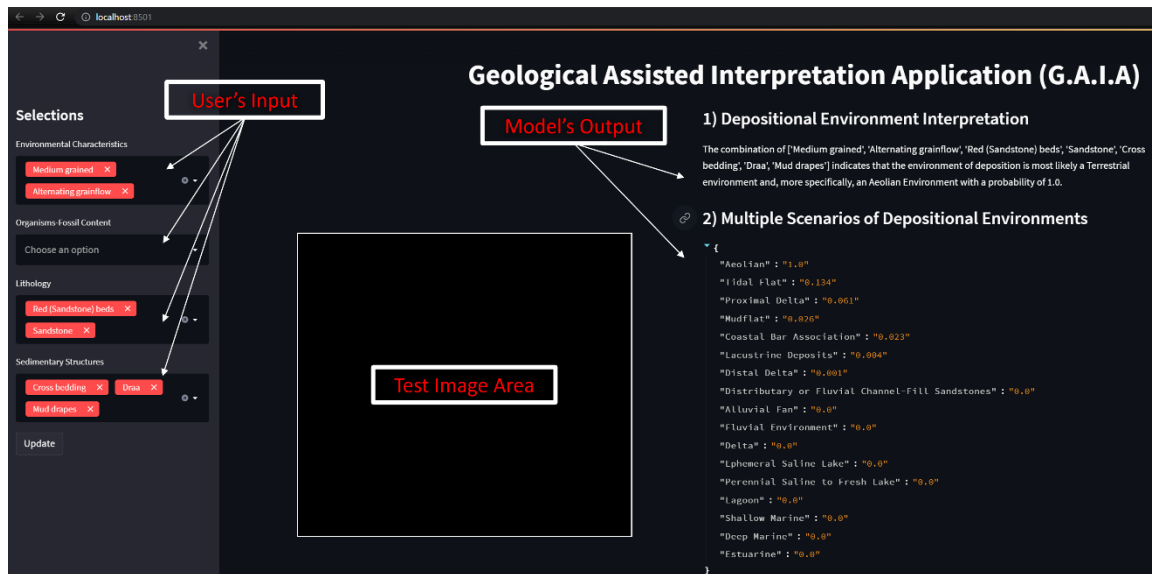 localhost:8501
Geological Assisted Interpretation Application (G.A.I.A)
Selections
User's Input
Environmental Characteristics
Medium grained
Alternating grainflow
Organisms-Fossil Content
Choose an option
Lithology
Red (Sandstone) beds
Sandstone
Sedimentary Structures
Cross bedding
Draa
Mud drapes
Update
Test Image Area
Model's Output
1) Depositional Environment Interpretation
The combination of ['Medium grained', 'Alternating grainflow', 'Red (Sandstone) beds', 'Sandstone', 'Cross
bedding', 'Draa', 'Mud drapes'] indicates that the environment of deposition is most likely a Terrestrial
environment and, more specifically, an Aeolian Environment with a probability of 1.0.
2) Multiple Scenarios of Depositional Environments
{
"Aeolian" : "1.0"
"Tidal Flat" : "0.134"
"Proximal Delta" : "0.061"
"Mudflat" : "0.026"
"Coastal Bar Association" : "0.023"
"Lacustrine Deposits" : "0.004"
"Distal Delta" : "0.001"
"Distributary or Fluvial Channel-Fill Sandstones" : "0.0"
"Alluvial Fan" : "0.0"
"Fluvial Environment" : "0.0"
"Delta" : "0.0"
"Ephemeral Saline Lake" : "0.0"
"Perennial Saline to Fresh Lake" : "0.0"
"Lagoon" : "0.0"
"Shallow Marine" : "0.0"
"Deep Marine" : "0.0"
"Estuarine" : "0.0"
}